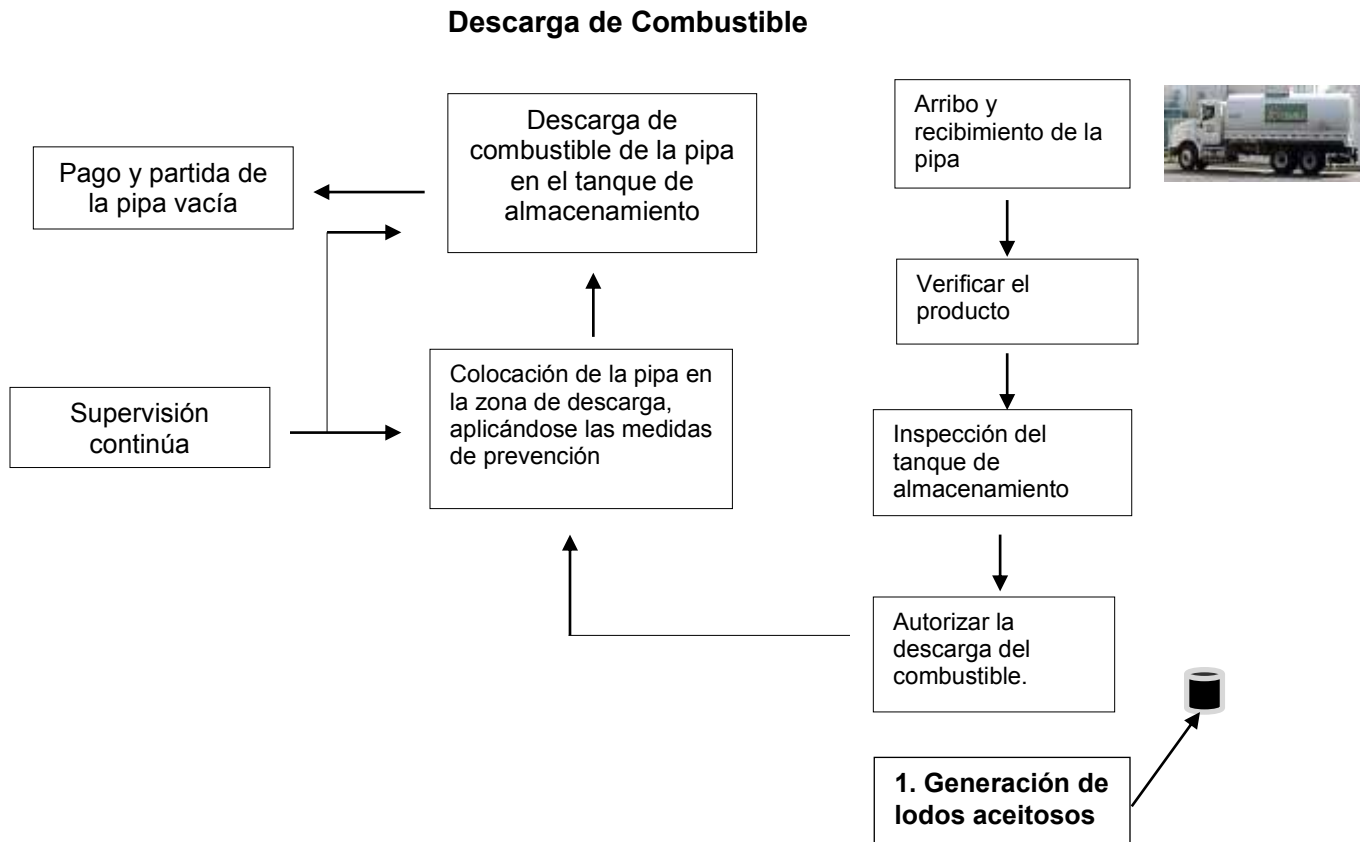 Descarga de Combustible
Arribo y
recibimiento de la
pipa
Verificar el
producto
Inspección del
tanque de
almacenamiento
Autorizar la
descarga del
combustible.
Colocación de la pipa en
la zona de descarga,
aplicándose las medidas
de prevención
Descarga de
combustible de la pipa
en el tanque de
almacenamiento
Pago y partida de
la pipa vacía
Supervisión
continúa
1. Generación de
lodos aceitosos